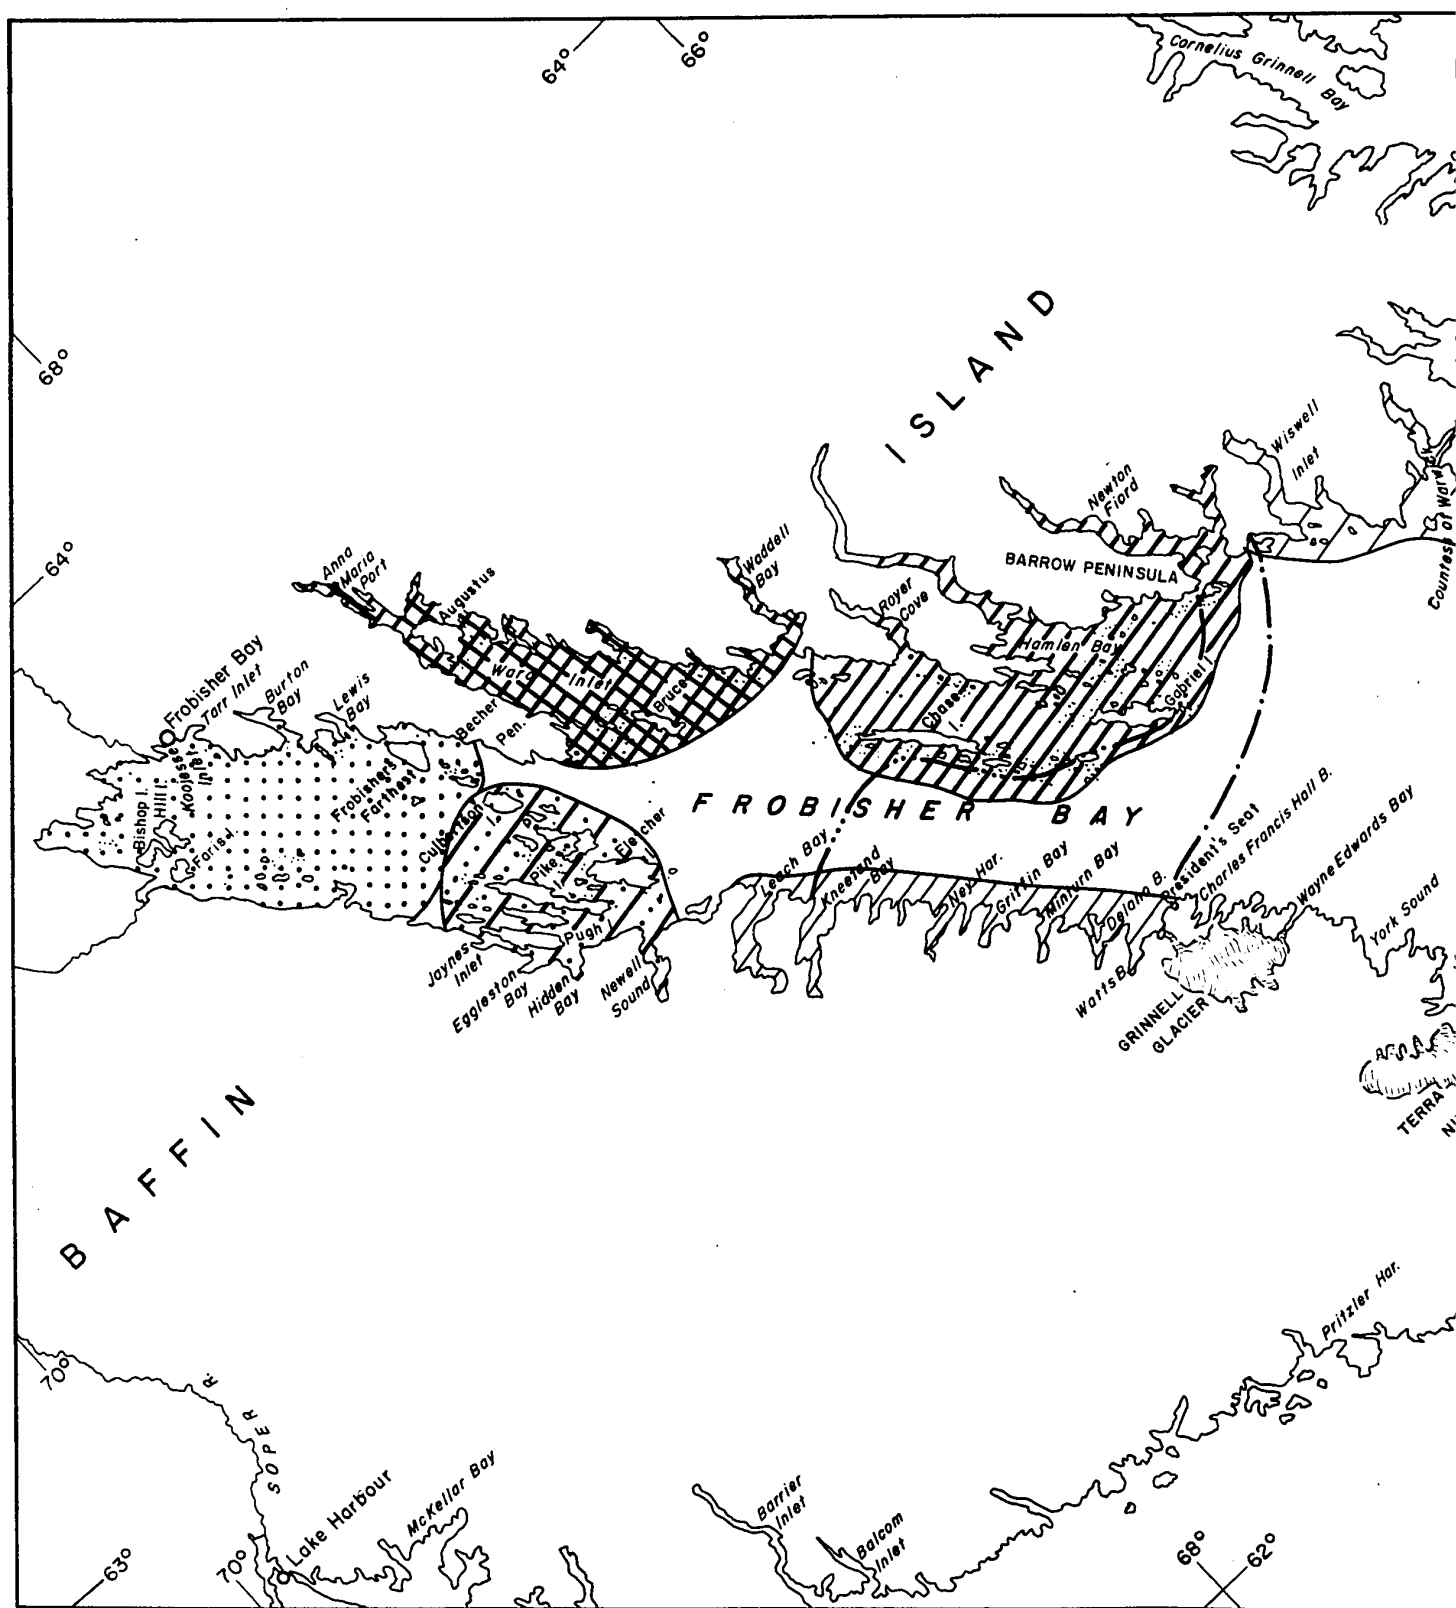 64°
66°
Cornelius Grinnell Bay
68°
ISLAND
Wiswell
Inlet
Newton
Fiord
Countess of Warwick
64°
Anna
Maria
Port
Augustus
Waddell
Bay
BARROW PENINSULA
Royer
Cove
Hamlen Bay
Ward Inlet
Bruce
Chase I.
Gabriel I.
Frobisher Bay
Tarr Inlet
Burton
Bay
Lewis
Bay
Becher
Pen.
Koojesse
Inlet
Bishop I.
Hill I.
Faris I.
Frobishers
Farthest
Culbertson I.
Pike I.
Fletcher I.
Pugh I.
FROBISHER BAY
Leach Bay
Kneeland
Bay
Ney Har.
Griffin Bay
Minturn Bay
Delano B.
President's Seat
Charles Francis Hall B.
Wayne Edwards Bay
York Sound
Jaynes
Inlet
Eggleston
Bay
Hidden
Bay
Newell
Sound
Watts B.
GRINNELL
GLACIER
TERRA
BAFFIN
Pritzler Har.
70°
SOPER R.
Lake Harbour
McKellar Bay
Barrier
Inlet
Balcom
Inlet
63°
70°
68°
62°